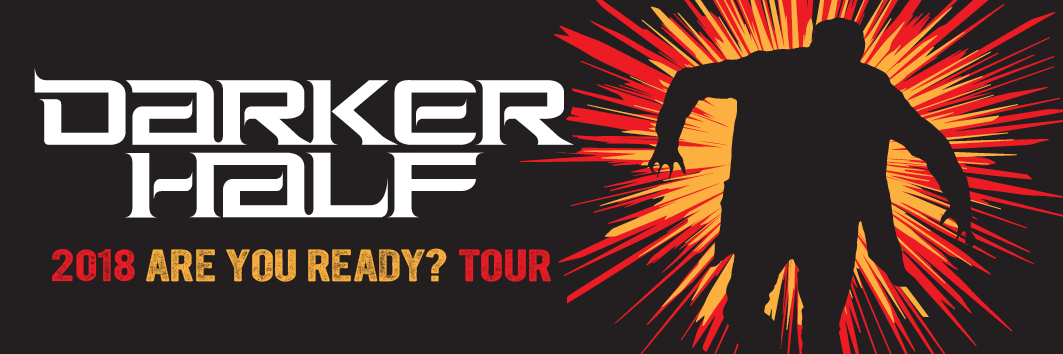 DARKER
HALF
2018 ARE YOU READY? TOUR